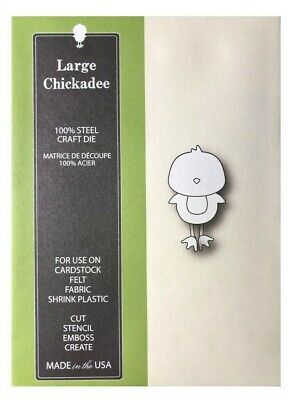 Large
Chickadee
100% STEEL
CRAFT DIE
MATRICE DE DÉCOUPE
100% ACIER
FOR USE ON
CARDSTOCK
FELT
FABRIC
SHRINK PLASTIC
CUT
STENCIL
EMBOSS
CREATE
MADE in the USA